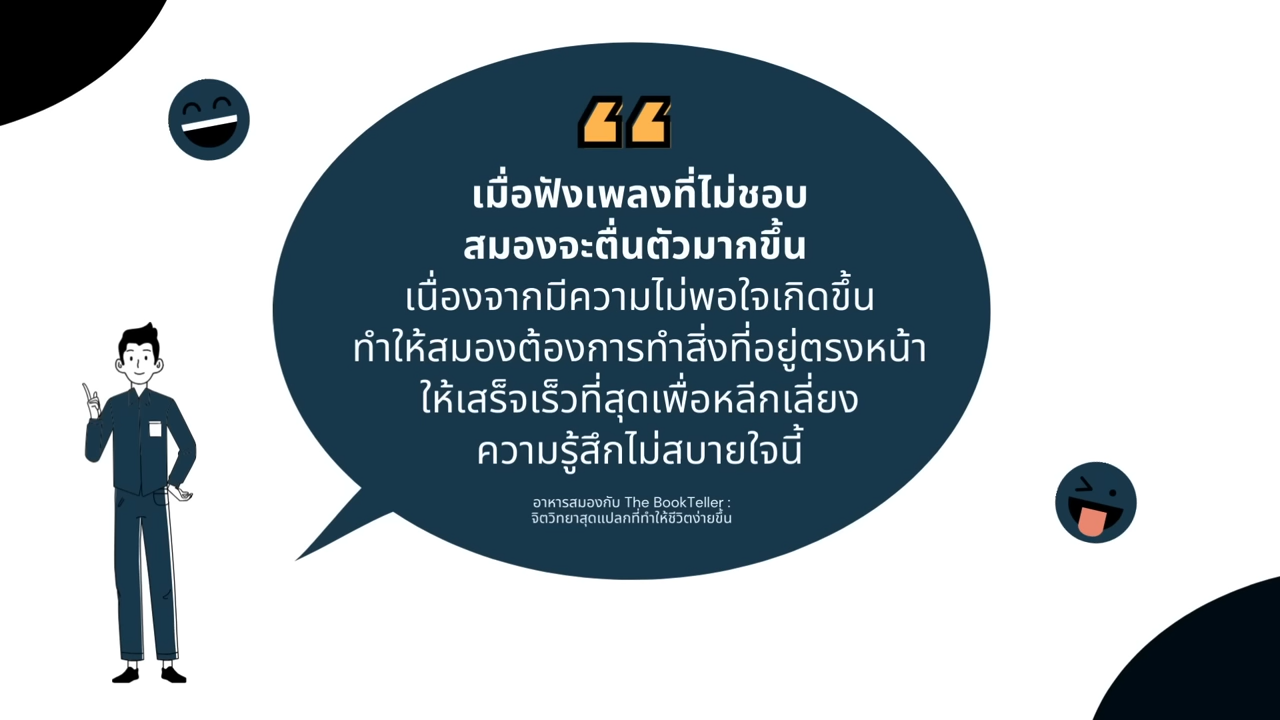 เมื่อฟังเพลงที่ไม่ชอบ
สมองจะตื่นตัวมากขึ้น
เนื่องจากมีความไม่พอใจเกิดขึ้น
ทำให้สมองต้องการทำสิ่งที่อยู่ตรงหน้า
ให้เสร็จเร็วที่สุดเพื่อหลีกเลี่ยง
ความรู้สึกไม่สบายใจนี้
อาหารสมองกับ The BookTeller :
จิตวิทยาสุดแปลกที่ทำให้ชีวิตง่ายขึ้น